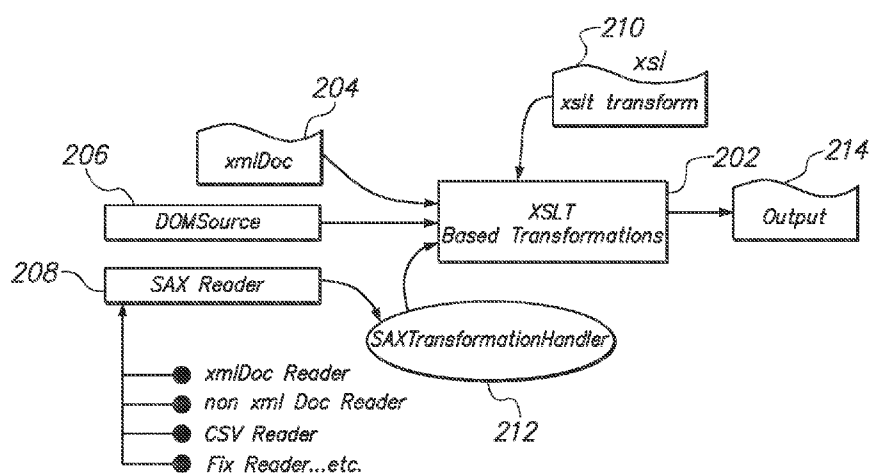 210
xsl
xslt transform
204
xmlDoc
202
214
206
XSLT
Based Transformations
Output
DOMSource
208
SAX Reader
SAXTransformationHandler
xmlDoc Reader
non xml Doc Reader
CSV Reader
Fix Reader...etc.
212